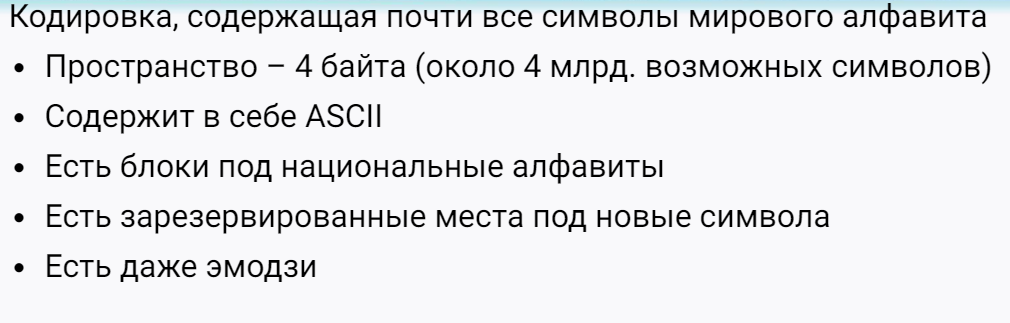 Кодировка, содержащая почти все символы мирового алфавита
• Пространство – 4 байта (около 4 млрд. возможных символов)
• Содержит в себе ASCII
• Есть блоки под национальные алфавиты
• Есть зарезервированные места под новые символа
• Есть даже эмодзи